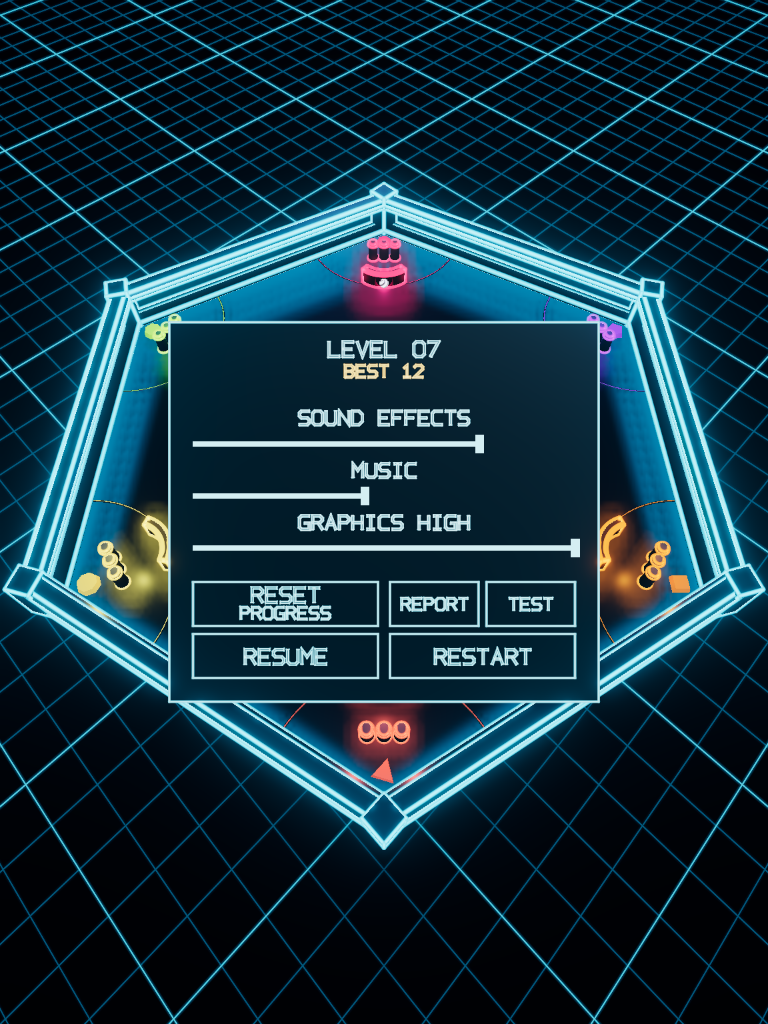 LEVEL 07
BEST 12
SOUND EFFECTS
MUSIC
GRAPHICS HIGH
RESET
PROGRESS
REPORT
TEST
RESUME
RESTART